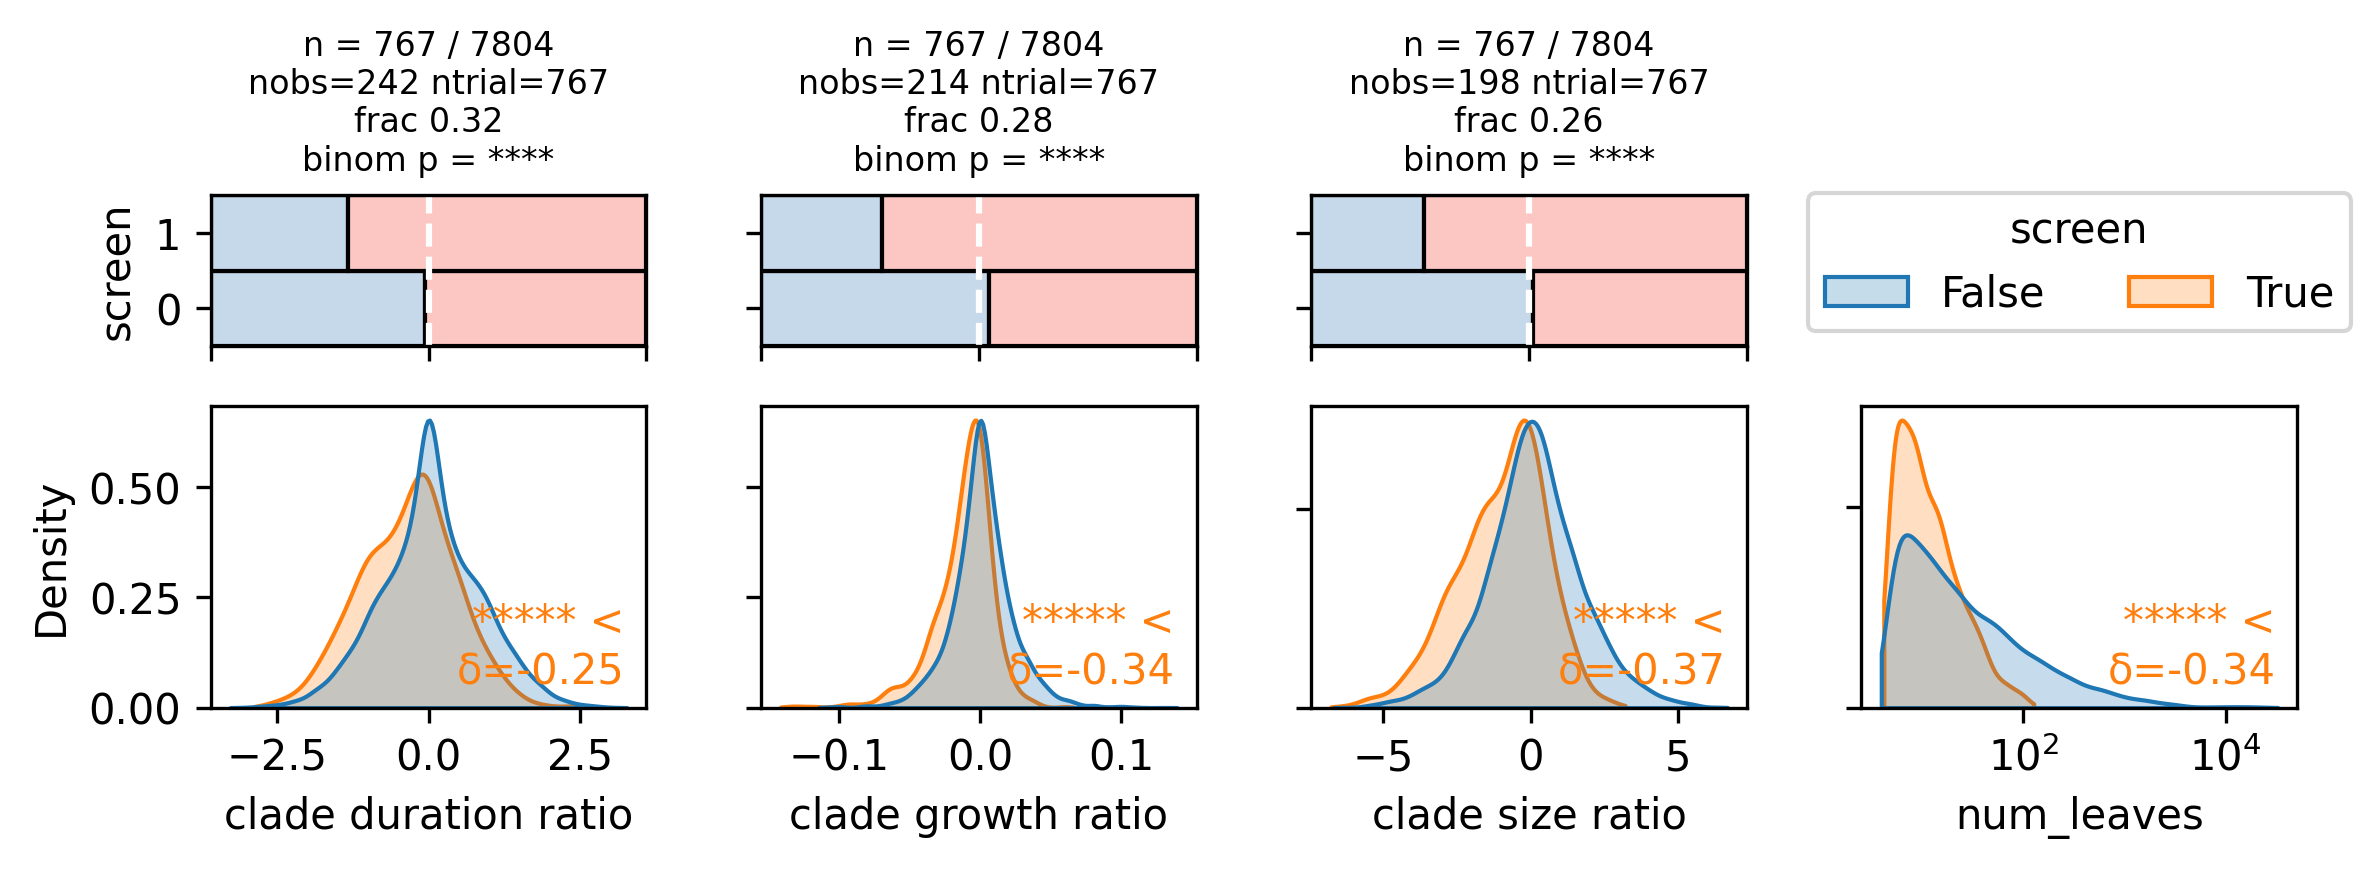 n = 767 / 7804
nobs=242 ntrial=767
frac 0.32
binom p = ****
n = 767 / 7804
nobs=214 ntrial=767
frac 0.28
binom p = ****
n = 767 / 7804
nobs=198 ntrial=767
frac 0.26
binom p = ****
screen
1
0
screen
False
True
Density
0.50
0.25
0.00
***** <
δ=-0.25
−2.5
0.0
2.5
clade duration ratio
***** <
δ=-0.34
−0.1
0.0
0.1
clade growth ratio
***** <
δ=-0.37
−5
0
5
clade size ratio
***** <
δ=-0.34
10²
10⁴
num_leaves